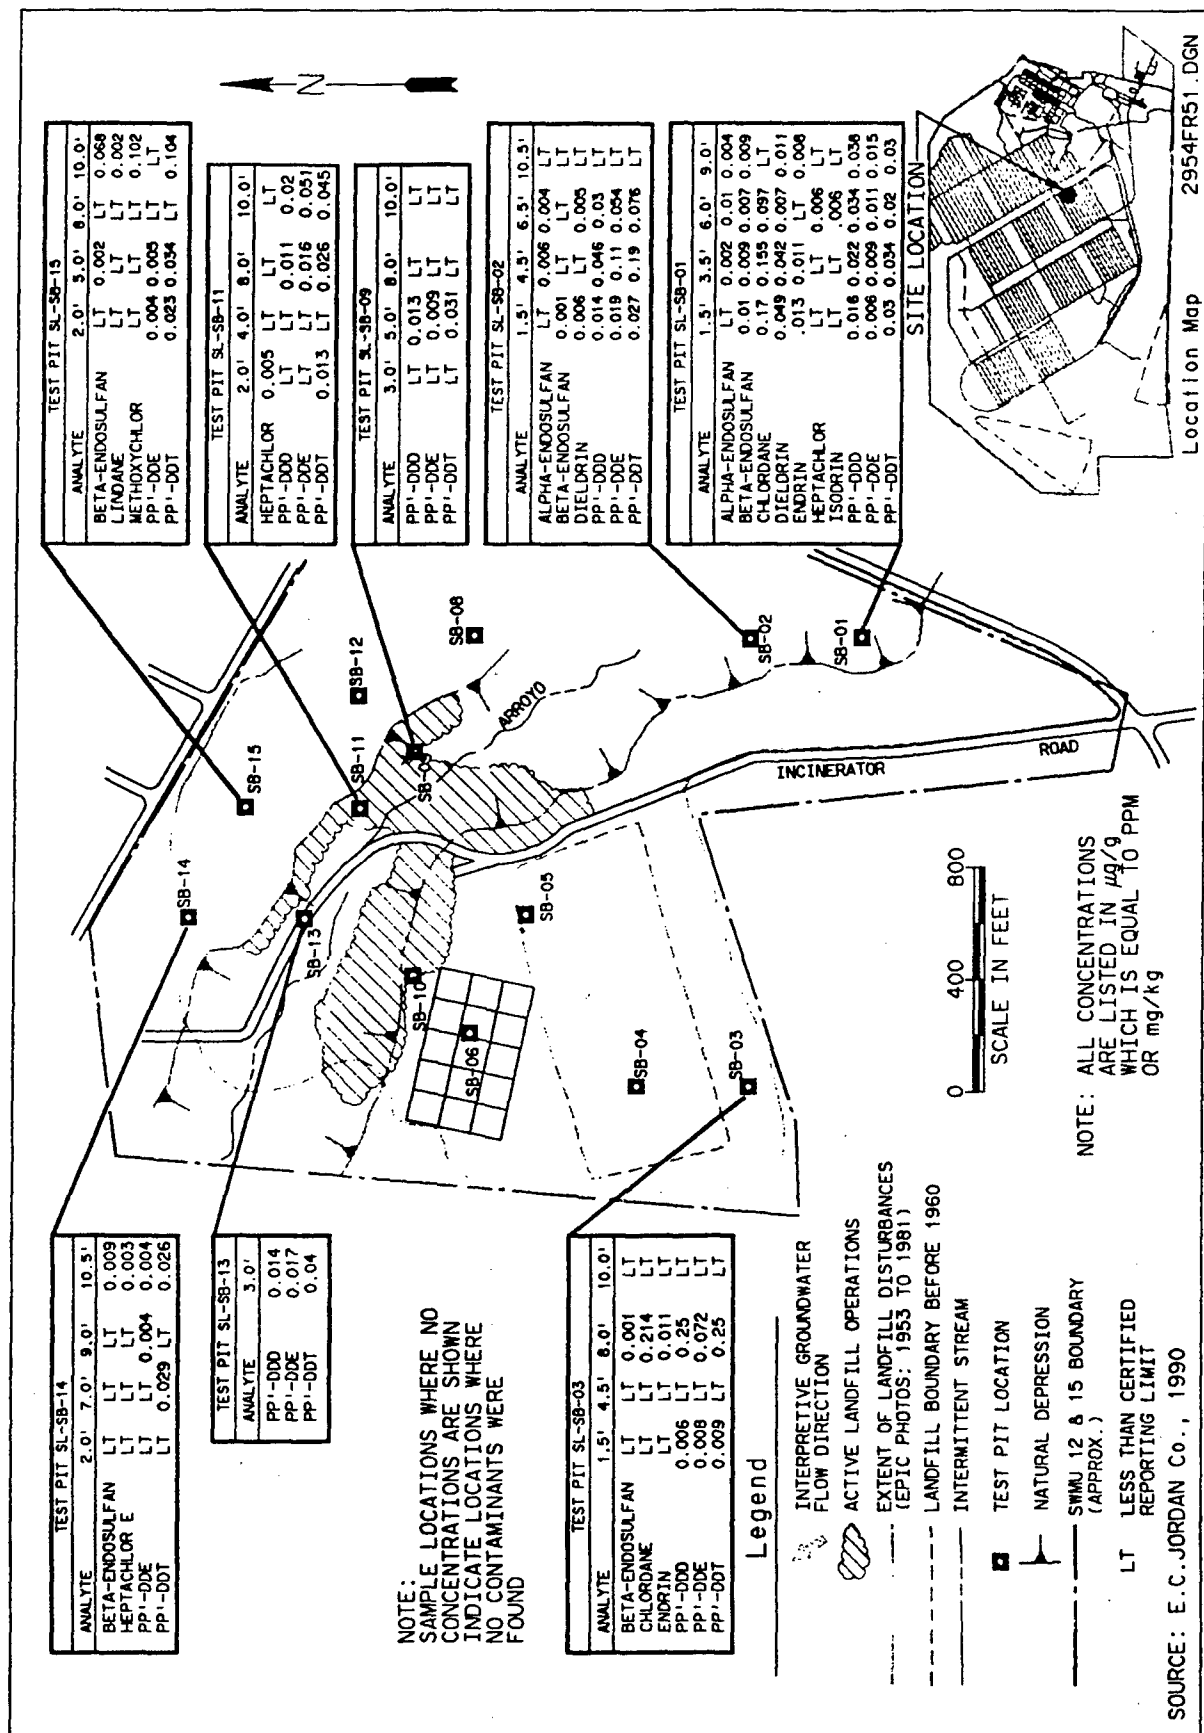 TEST PIT SL-SB-14
ANALYTE 2.0' 7.0' 9.0' 10.5'
BETA-ENDOSULFAN LT LT LT 0.009
HEPTACHLOR E LT LT LT 0.003
PP'-DDE LT LT 0.004 0.004
PP'-DDT LT 0.029 LT 0.026
TEST PIT SL-SB-13
ANALYTE 3.0'
PP'-DDD 0.014
PP'-DDE 0.017
PP'-DDT 0.04
NOTE:
SAMPLE LOCATIONS WHERE NO
CONCENTRATIONS ARE SHOWN
INDICATE LOCATIONS WHERE
NO CONTAMINANTS WERE
FOUND
TEST PIT SL-SB-03
ANALYTE 1.5' 4.5' 8.0' 10.0'
BETA-ENDOSULFAN LT LT 0.001 LT
CHLORDANE LT LT 0.214 LT
ENDRIN LT LT 0.011 LT
PP'-DDD 0.006 LT 0.25 LT
PP'-DDE 0.008 LT 0.072 LT
PP'-DDT 0.009 LT 0.25 LT
TEST PIT SL-SB-15
ANALYTE 2.0' 5.0' 8.0' 10.0'
BETA-ENDOSULFAN LT 0.002 LT 0.068
LINDANE LT LT LT 0.002
METHOXYCHLOR LT LT LT 0.102
PP'-DDE 0.004 0.005 LT LT
PP'-DDT 0.023 0.034 LT 0.104
TEST PIT SL-SB-11
ANALYTE 2.0' 4.0' 8.0' 10.0'
HEPTACHLOR 0.005 LT LT LT
PP'-DDD LT LT 0.011 0.02
PP'-DDE LT LT 0.016 0.051
PP'-DDT 0.013 LT 0.026 0.045
TEST PIT SL-SB-09
ANALYTE 3.0' 5.0' 8.0' 10.0'
PP'-DDD LT 0.013 LT LT
PP'-DDE LT 0.009 LT LT
PP'-DDT LT 0.031 LT LT
TEST PIT SL-SB-02
ANALYTE 1.5' 4.5' 6.5' 10.5'
ALPHA-ENDOSULFAN LT 0.006 0.004 LT
BETA-ENDOSULFAN 0.001 LT LT LT
DIELDRIN 0.006 LT 0.005 LT
PP'-DDD 0.014 0.046 0.03 LT
PP'-DDE 0.019 0.11 0.054 LT
PP'-DDT 0.027 0.19 0.076 LT
TEST PIT SL-SB-01
ANALYTE 1.5' 3.5' 6.0' 9.0'
ALPHA-ENDOSULFAN LT 0.002 0.01 0.004
BETA-ENDOSULFAN 0.01 0.009 0.007 0.009
CHLORDANE 0.17 0.155 0.097 LT
DIELDRIN 0.049 0.042 0.007 0.011
ENDRIN .013 0.011 LT 0.008
HEPTACHLOR LT LT 0.006 LT
ISODRIN LT LT .006 LT
PP'-DDD 0.016 0.022 0.034 0.038
PP'-DDE 0.006 0.009 0.011 0.015
PP'-DDT 0.03 0.034 0.02 0.03
N
SB-14
SB-15
SB-13
SB-11
SB-12
SB-10
SB-08
SB-06
SB-05
SB-04
SB-03
SB-02
SB-01
ARROYO
INCINERATOR
ROAD
0 400 800
SCALE IN FEET
NOTE: ALL CONCENTRATIONS
ARE LISTED IN µg/g
WHICH IS EQUAL TO PPM
OR mg/kg
Legend
INTERPRETIVE GROUNDWATER
FLOW DIRECTION
ACTIVE LANDFILL OPERATIONS
EXTENT OF LANDFILL DISTURBANCES
(EPIC PHOTOS: 1953 TO 1981)
LANDFILL BOUNDARY BEFORE 1960
INTERMITTENT STREAM
TEST PIT LOCATION
NATURAL DEPRESSION
SWMU 12 & 15 BOUNDARY
(APPROX.)
LT LESS THAN CERTIFIED
REPORTING LIMIT
SITE LOCATION
Location Map
2954FR51.DGN
SOURCE: E.C.JORDAN Co., 1990